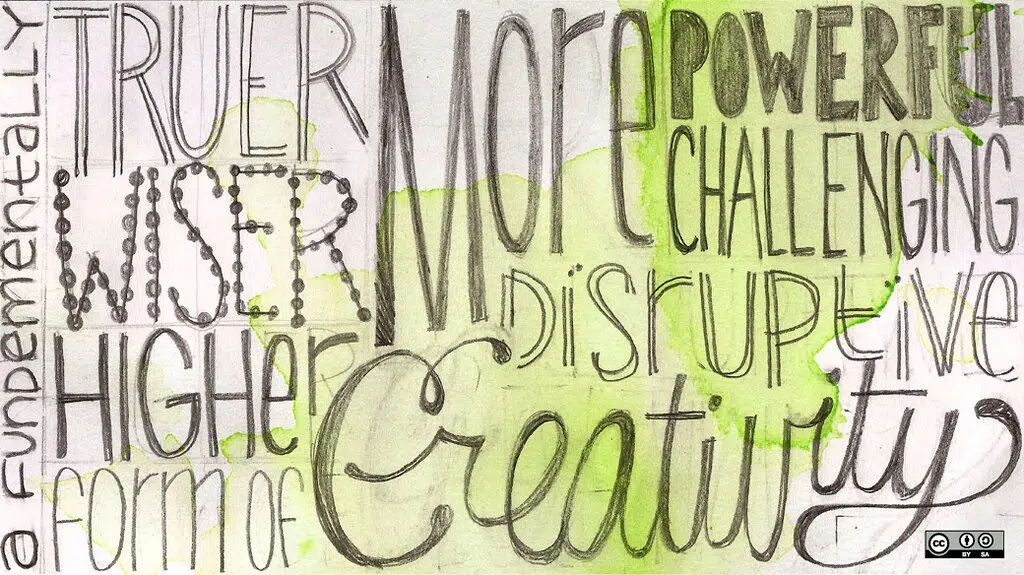 a FUNDEMENtaLLY
TRUER
WISER
HIGHer
form OF
More
POWERFUL
CHALLENGING
DiSRUPtive
Creativity
cc BY SA